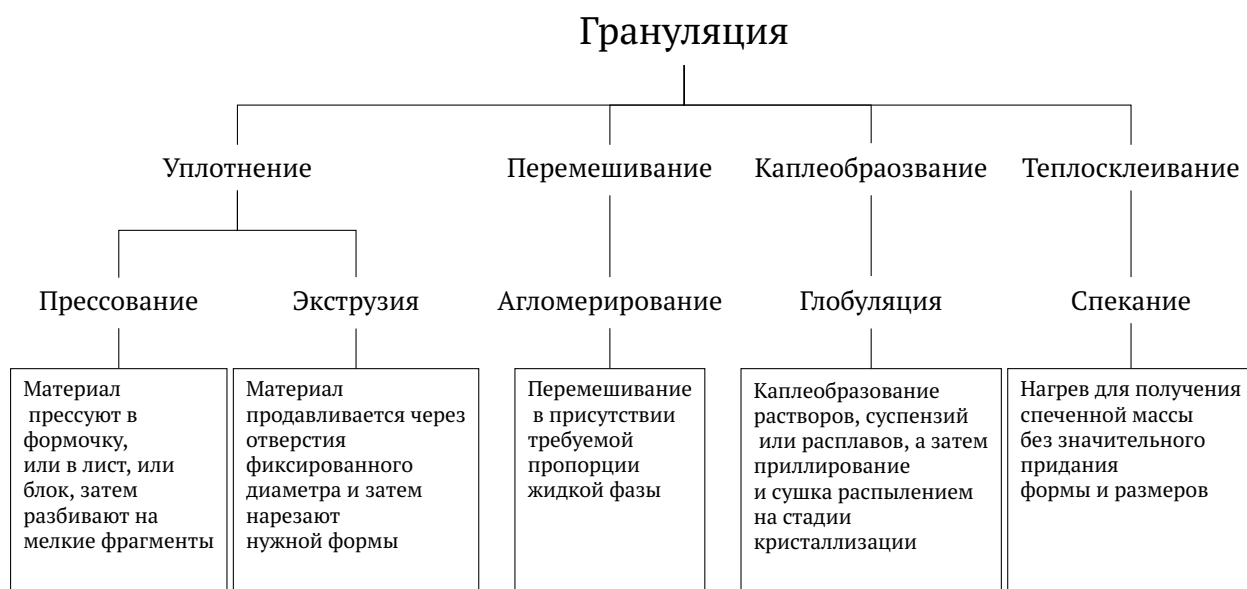 Грануляция
Уплотнение
Перемешивание
Каплеобраозвание
Теплосклеивание
Прессование
Экструзия
Агломерирование
Глобуляция
Спекание
Материал
прессуют в
формочку,
или в лист, или
блок, затем
разбивают на
мелкие фрагменты
Материал
продавливается через
отверстия
фиксированного
диаметра и затем
нарезают
нужной формы
Перемешивание
в присутствии
требуемой
пропорции
жидкой фазы
Каплеобразование
растворов, суспензий
или расплавов, а затем
приллирование
и сушка распылением
на стадии
кристаллизации
Нагрев для получения
спеченной массы
без значительного
придания
формы и размеров